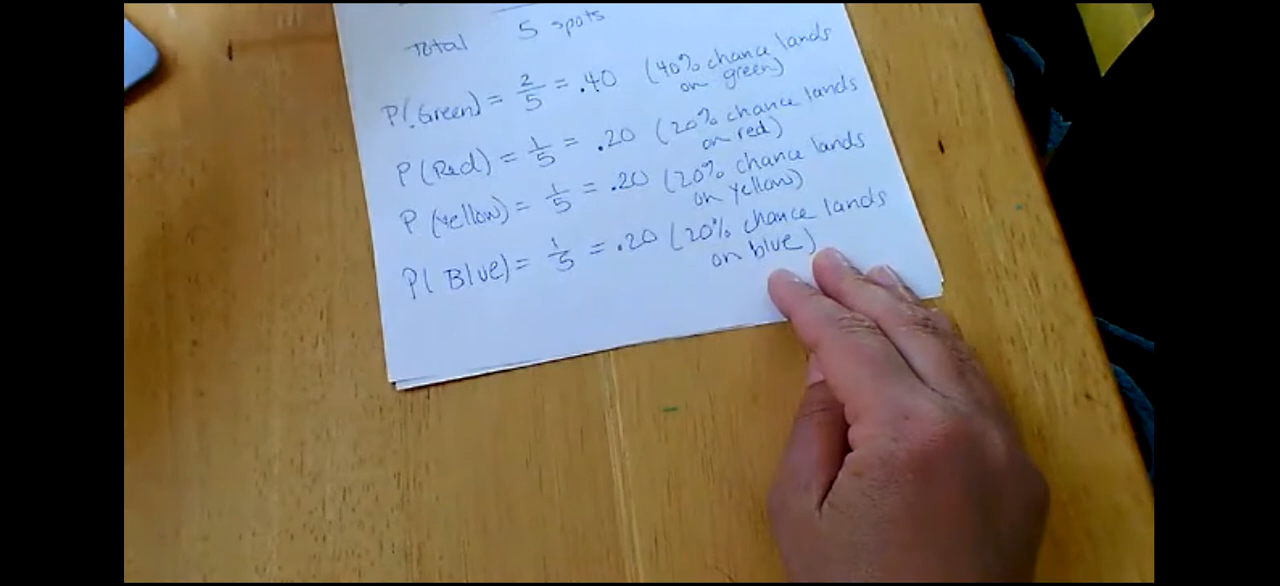 Total 5 spots
P(Green) = 2/5 = .40 (40% chance lands
on green)
P(Red) = 1/5 = .20 (20% chance lands
on red)
P(Yellow) = 1/5 = .20 (20% chance lands
on Yellow)
P(Blue) = 1/5 = .20 (20% chance lands
on blue)